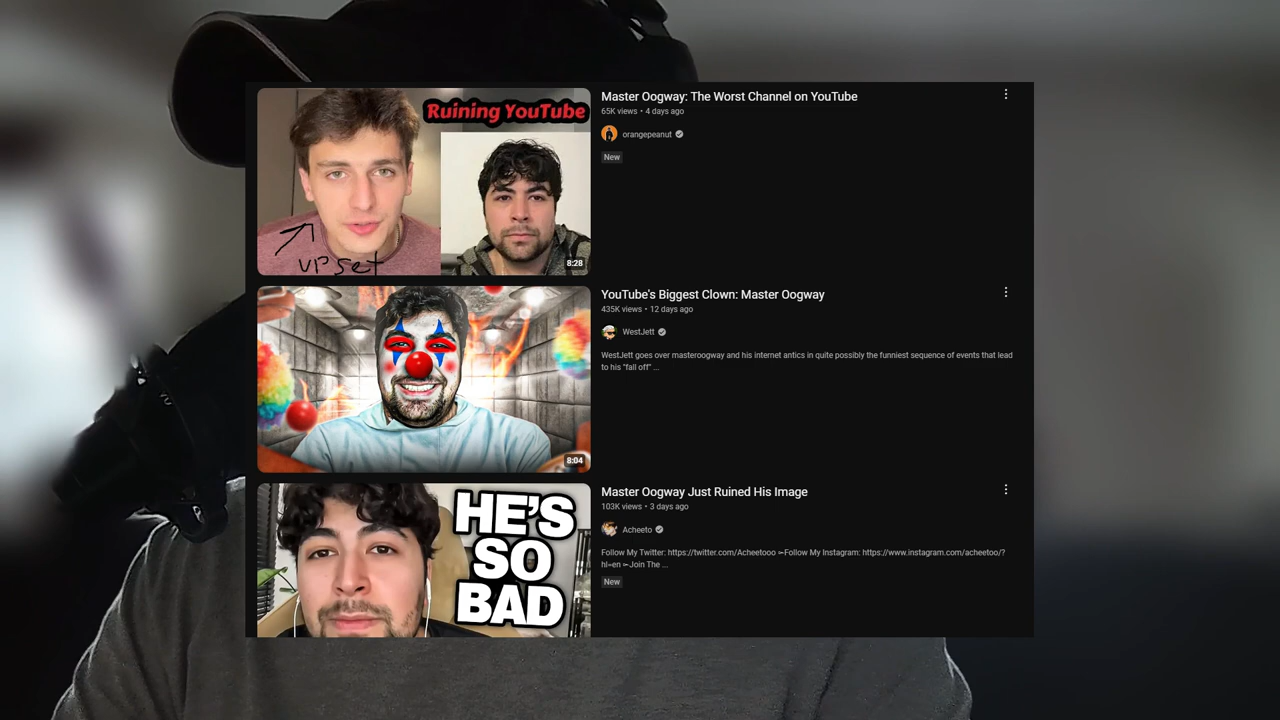 Ruining YouTube
upset
8:28
Master Oogway: The Worst Channel on YouTube
65K views • 4 days ago
orangepeanut
New
8:04
YouTube's Biggest Clown: Master Oogway
435K views • 12 days ago
WestJett
WestJett goes over masteroogway and his internet antics in quite possibly the funniest sequence of events that lead
to his "fall off" ...
HE'S
SO
BAD
Master Oogway Just Ruined His Image
103K views • 3 days ago
Acheeto
Follow My Twitter: https://twitter.com/Acheetooo ➳Follow My Instagram: https://www.instagram.com/acheetoo/?
hl=en ➳Join The ...
New